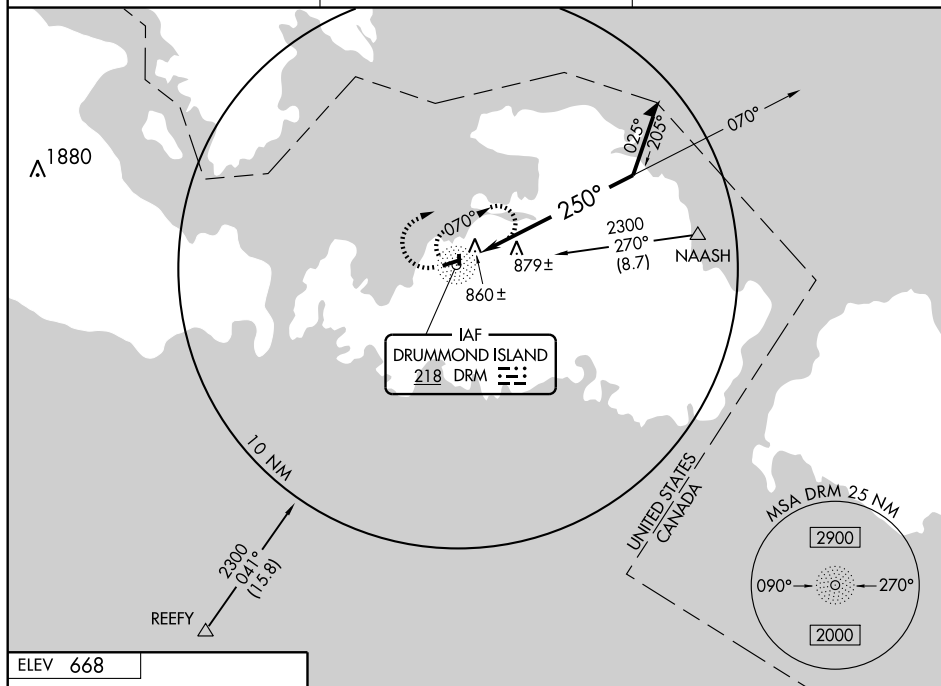 1880
025°
205°
070°
250°
070°
2300
270°
(8.7)
NAASH
879±
860±
IAF
DRUMMOND ISLAND
218 DRM
10 NM
UNITED STATES
CANADA
MSA DRM 25 NM
2900
090°
270°
2000
2300
041°
(15.8)
REEFY
ELEV 668